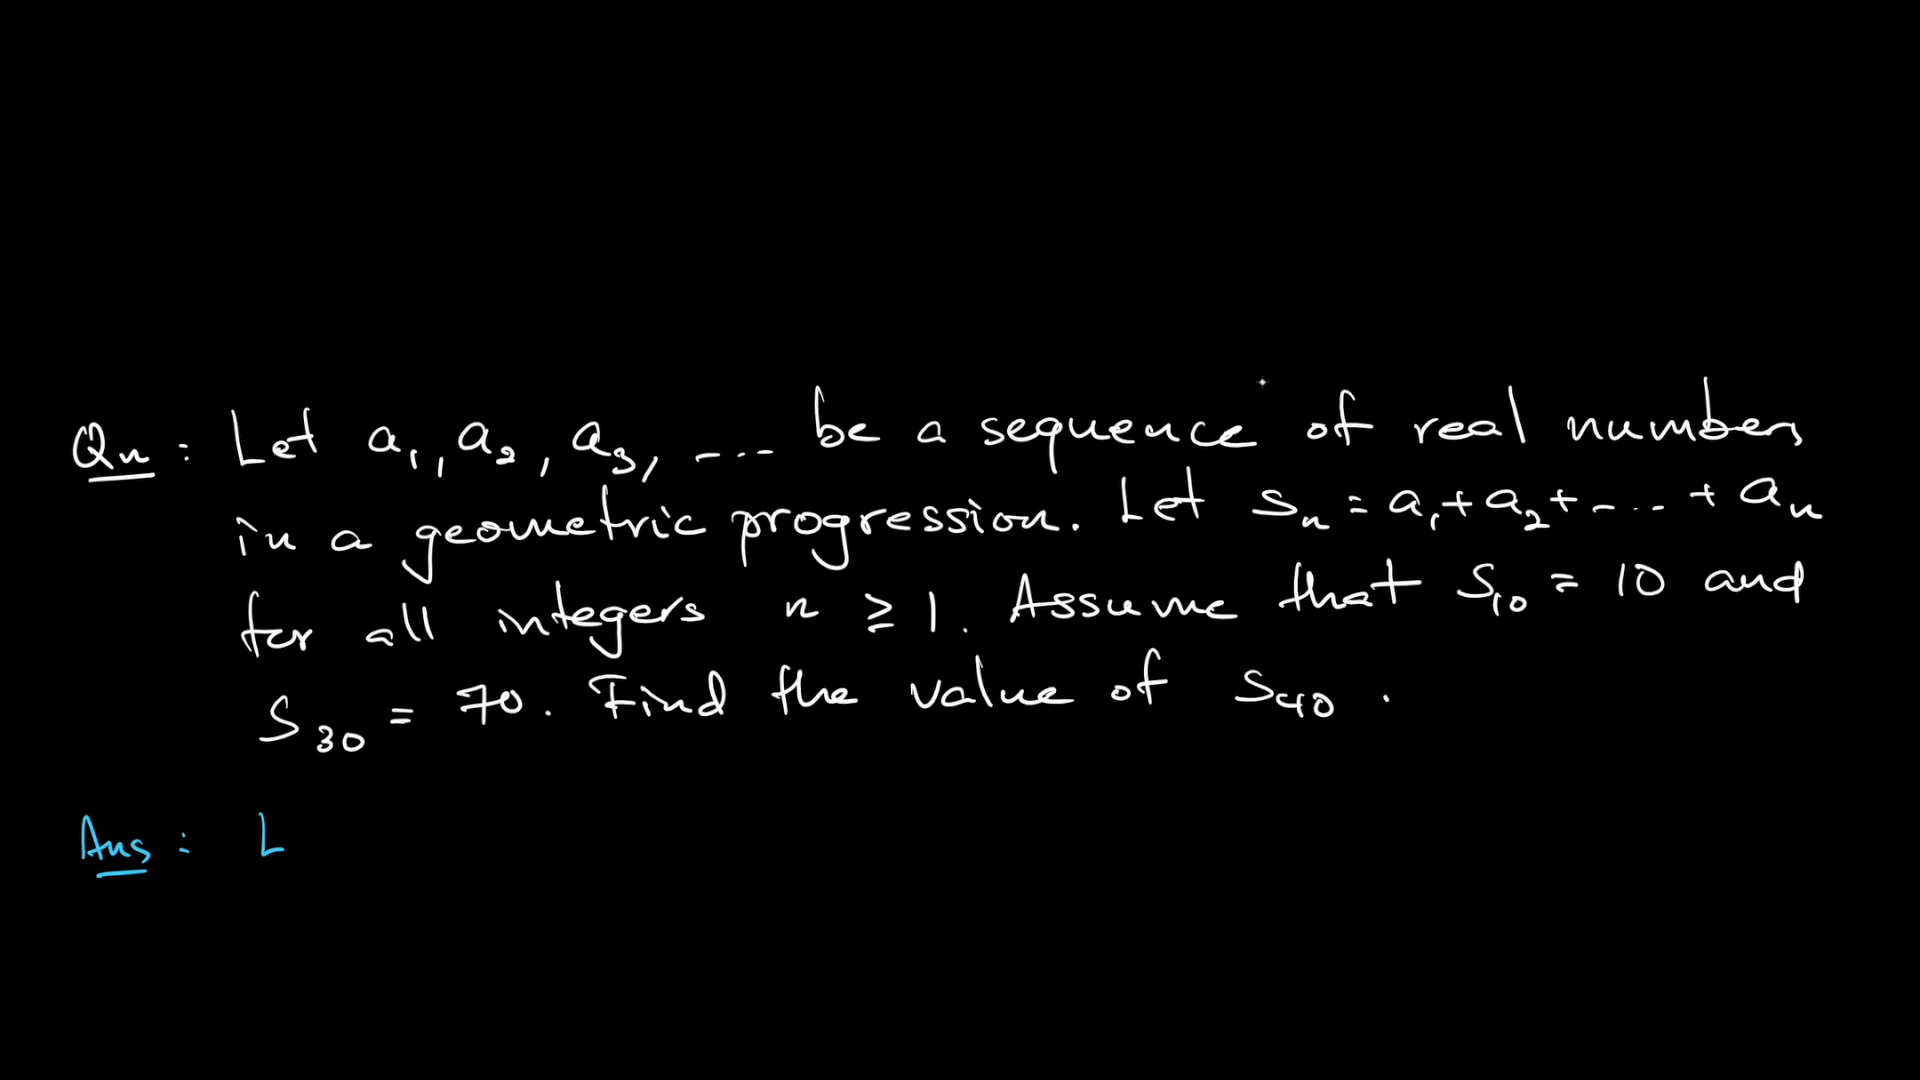 Qn : Let a₁, a₂, a₃, ... be a sequence of real numbers
in a geometric progression. Let Sₙ = a₁ + a₂ + ... + aₙ
for all integers n ≥ 1. Assume that S₁₀ = 10 and
S₃₀ = 70. Find the value of S₄₀.
Ans : L